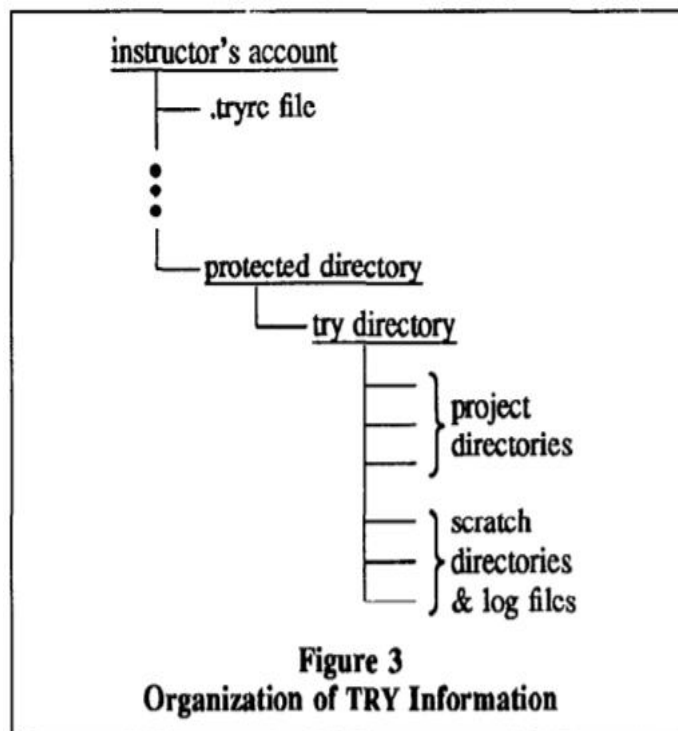 instructor's account
.tryrc file
protected directory
try directory
project
directories
scratch
directories
& log files
Figure 3
Organization of TRY Information